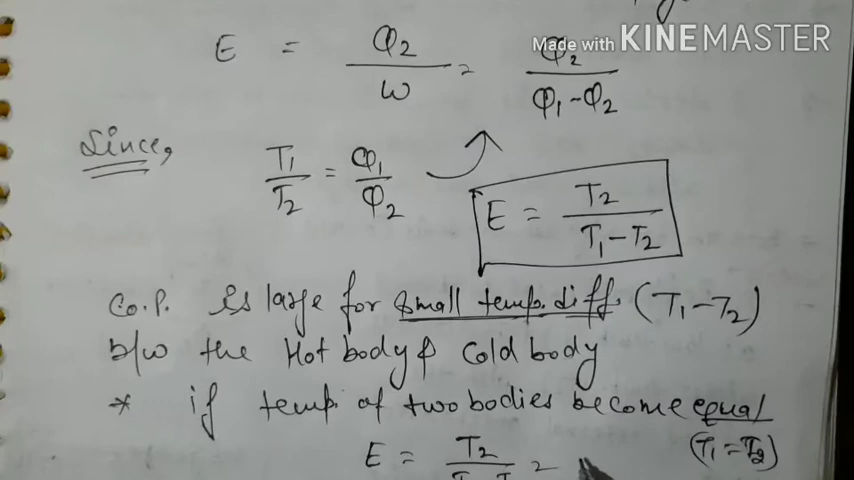 Made with KINEMASTER
E = Q2/W = Q2/Q1-Q2
Since,
T1/T2 = Q1/Q2
E = T2/T1-T2
Co.P. is large for small temp. diff. (T1-T2)
b/w the Hot body & Cold body
* if temp. of two bodies become equal
(T1=T2)
E = T2/T1-T2 =